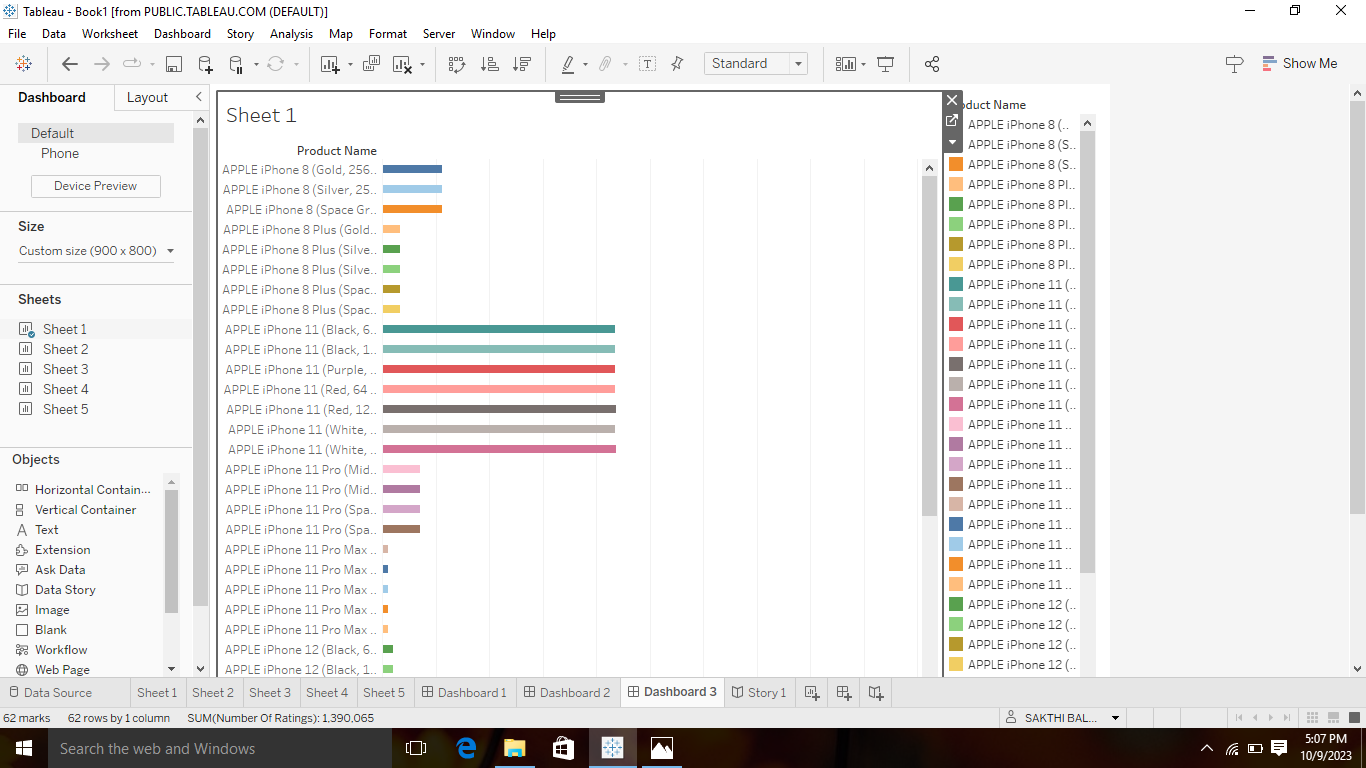 Tableau - Book1 [from PUBLIC.TABLEAU.COM (DEFAULT)]
File Data Worksheet Dashboard Story Analysis Map Format Server Window Help
Standard
Show Me
Dashboard Layout
Default
Phone
Device Preview
Size
Custom size (900 x 800)
Sheets
Sheet 1
Sheet 2
Sheet 3
Sheet 4
Sheet 5
Objects
Horizontal Contain...
Vertical Container
Text
Extension
Ask Data
Data Story
Image
Blank
Workflow
Web Page
Sheet 1
Product Name
APPLE iPhone 8 (Gold, 256..
APPLE iPhone 8 (Silver, 25..
APPLE iPhone 8 (Space Gr..
APPLE iPhone 8 Plus (Gold..
APPLE iPhone 8 Plus (Silve..
APPLE iPhone 8 Plus (Silve..
APPLE iPhone 8 Plus (Spac..
APPLE iPhone 8 Plus (Spac..
APPLE iPhone 11 (Black, 6..
APPLE iPhone 11 (Black, 1..
APPLE iPhone 11 (Purple, ..
APPLE iPhone 11 (Red, 64 ..
APPLE iPhone 11 (Red, 12..
APPLE iPhone 11 (White, ..
APPLE iPhone 11 (White, ..
APPLE iPhone 11 Pro (Mid..
APPLE iPhone 11 Pro (Mid..
APPLE iPhone 11 Pro (Spa..
APPLE iPhone 11 Pro (Spa..
APPLE iPhone 11 Pro Max ..
APPLE iPhone 11 Pro Max ..
APPLE iPhone 11 Pro Max ..
APPLE iPhone 11 Pro Max ..
APPLE iPhone 11 Pro Max ..
APPLE iPhone 12 (Black, 6..
APPLE iPhone 12 (Black, 1..
oduct Name
APPLE iPhone 8 (..
APPLE iPhone 8 (S..
APPLE iPhone 8 (S..
APPLE iPhone 8 Pl..
APPLE iPhone 8 Pl..
APPLE iPhone 8 Pl..
APPLE iPhone 8 Pl..
APPLE iPhone 8 Pl..
APPLE iPhone 11 (..
APPLE iPhone 11 (..
APPLE iPhone 11 (..
APPLE iPhone 11 (..
APPLE iPhone 11 (..
APPLE iPhone 11 (..
APPLE iPhone 11 (..
APPLE iPhone 11 ..
APPLE iPhone 11 ..
APPLE iPhone 11 ..
APPLE iPhone 11 ..
APPLE iPhone 11 ..
APPLE iPhone 11 ..
APPLE iPhone 11 ..
APPLE iPhone 11 ..
APPLE iPhone 11 ..
APPLE iPhone 12 (..
APPLE iPhone 12 (..
APPLE iPhone 12 (..
APPLE iPhone 12 (..
Data Source Sheet 1 Sheet 2 Sheet 3 Sheet 4 Sheet 5 Dashboard 1 Dashboard 2 Dashboard 3 Story 1
62 marks 62 rows by 1 column SUM(Number Of Ratings): 1,390,065 SAKTHI BAL...
Search the web and Windows
5:07 PM
10/9/2023